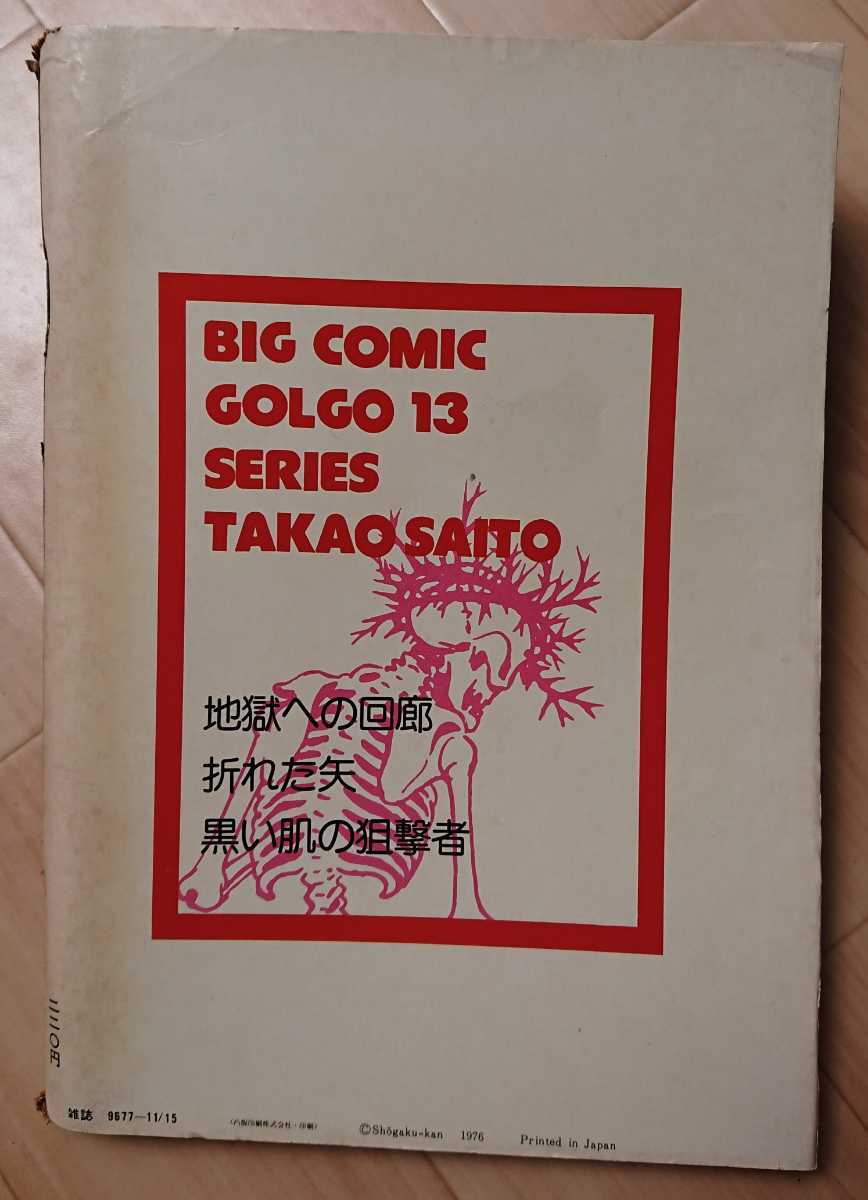 BIG COMIC
GOLGO 13
SERIES
TAKAO SAITO
地獄への回廊
折れた矢
黒い肌の狙撃者
雑誌 9677—11/15
©Shōgaku-kan 1976 Printed in Japan